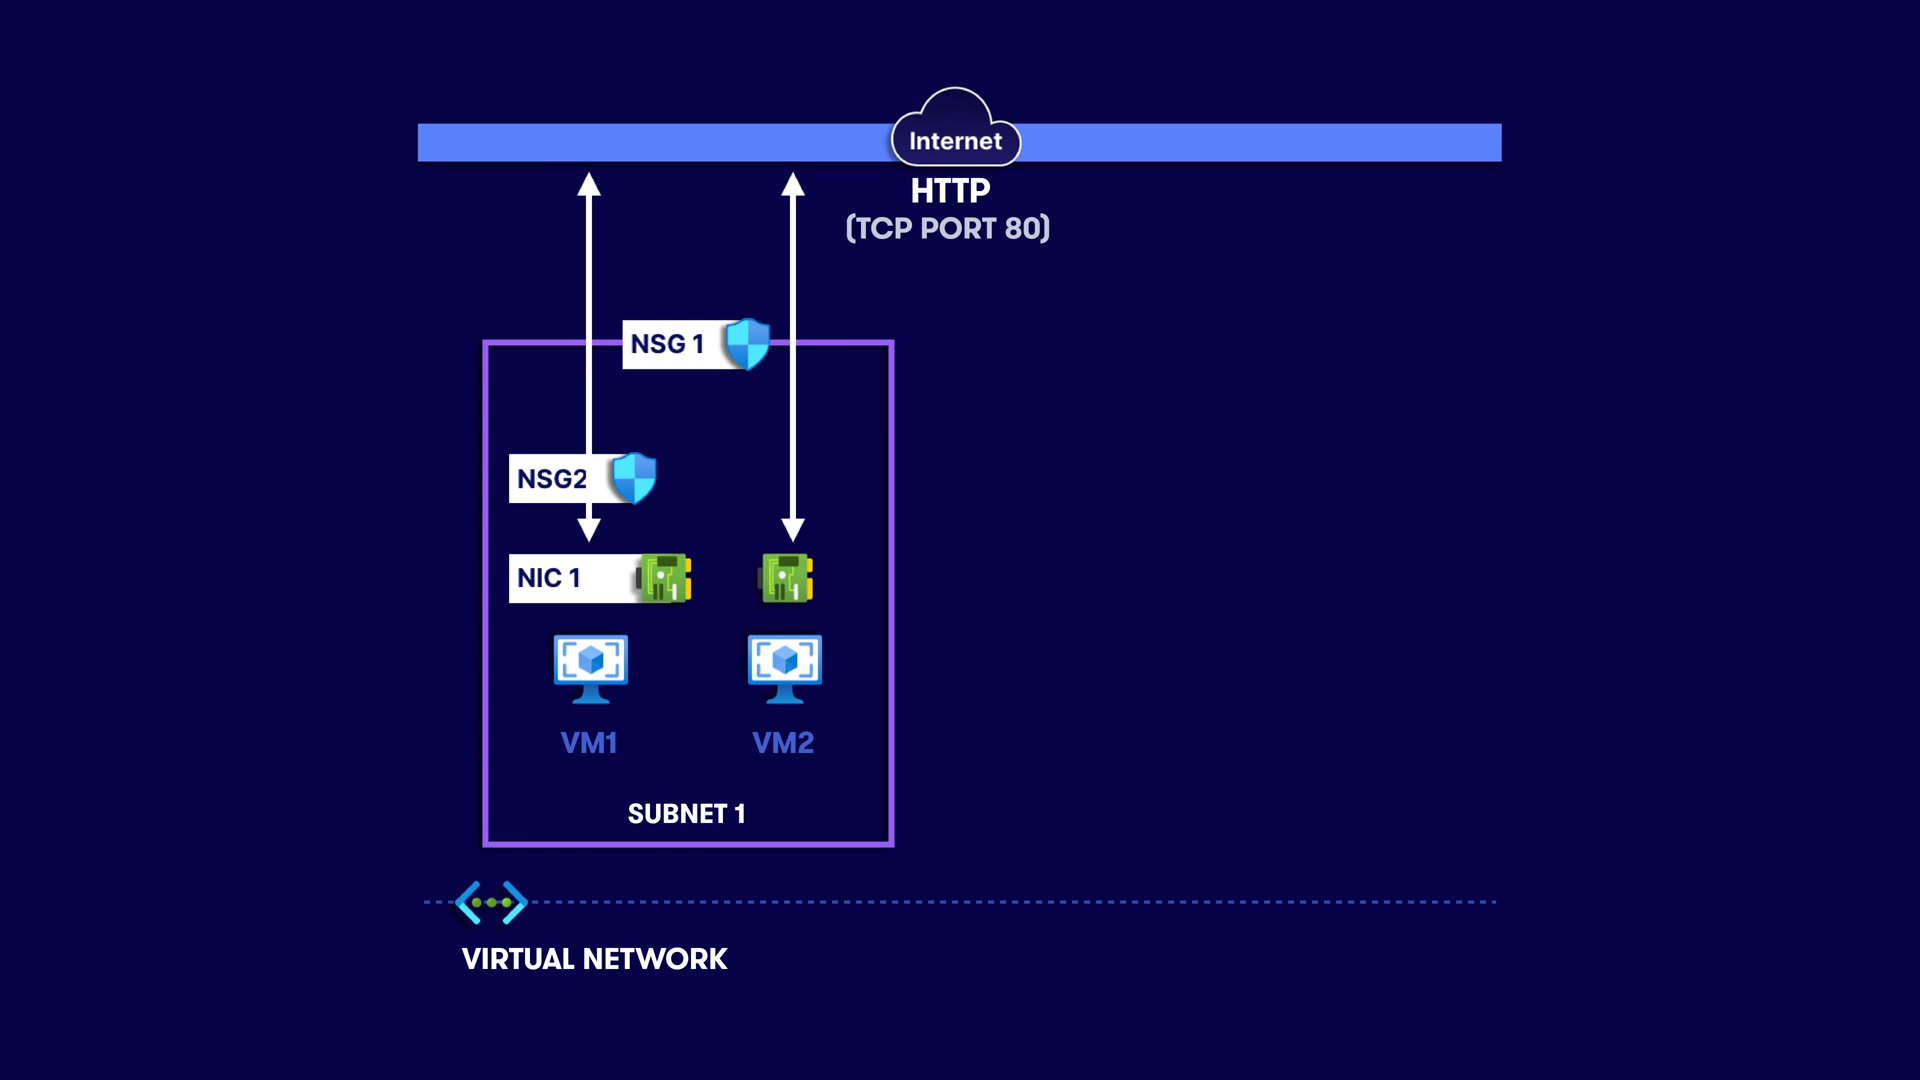 Internet
HTTP
(TCP PORT 80)
NSG 1
NSG2
NIC 1
VM1
VM2
SUBNET 1
VIRTUAL NETWORK